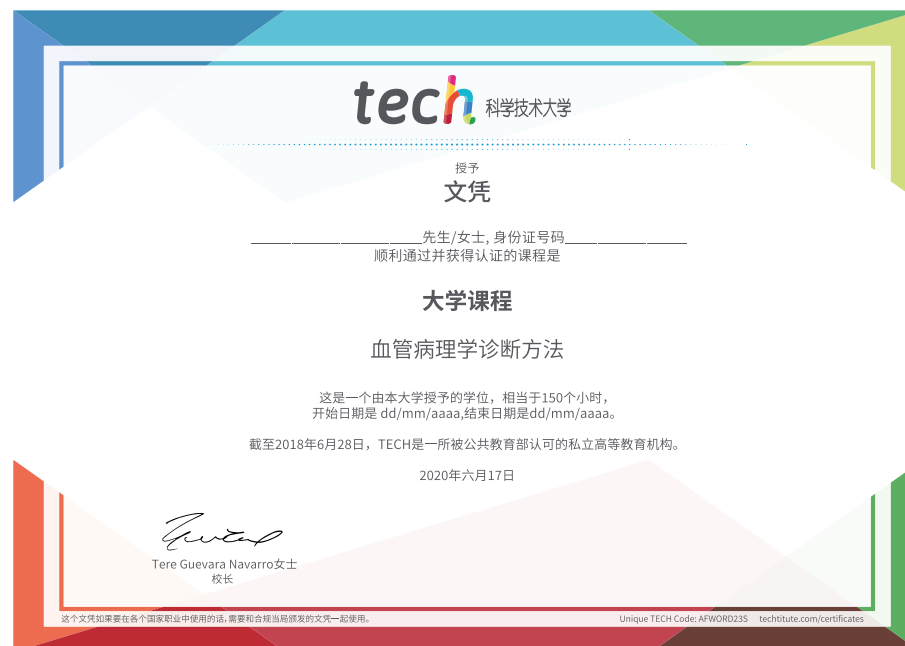 tech 科学技术大学
授予
文凭
先生/女士, 身份证号码
顺利通过并获得认证的课程是
大学课程
血管病理学诊断方法
这是一个由本大学授予的学位，相当于150个小时，
开始日期是 dd/mm/aaaa,结束日期是dd/mm/aaaa。
截至2018年6月28日，TECH是一所被公共教育部认可的私立高等教育机构。
2020年六月17日
Tere Guevara Navarro女士
校长
这个文凭如果要在各个国家职业中使用的话,需要和合规当局颁发的文凭一起使用。
Unique TECH Code: AFWORD23S techtitute.com/certificates